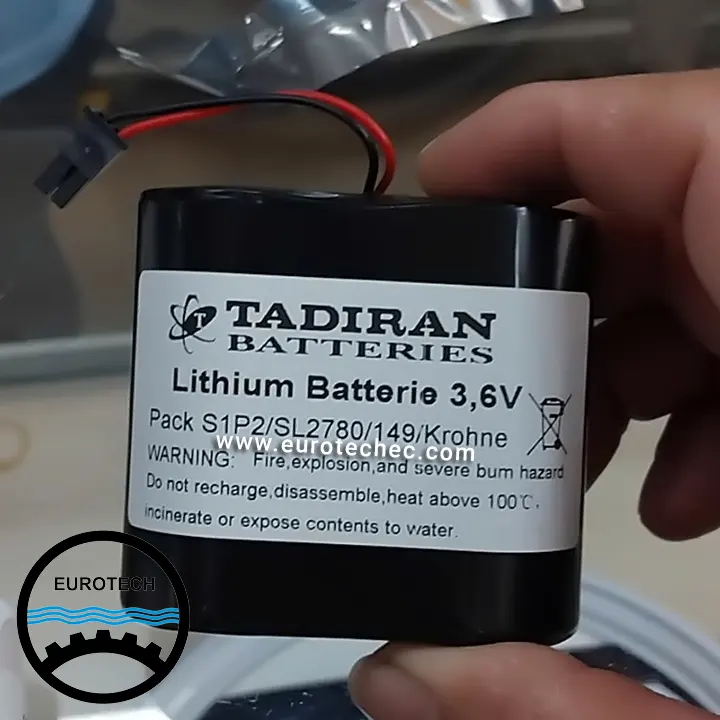 T
TADIRAN
BATTERIES
Lithium Batterie 3,6V
Pack S1P2/SL2780/149/Krohne
www.eurotechec.com
WARNING: Fire,explosion,and severe bum hazard
Do not recharge,disassemble,heat above 100℃,
incinerate or expose contents to water.
EUROTECH